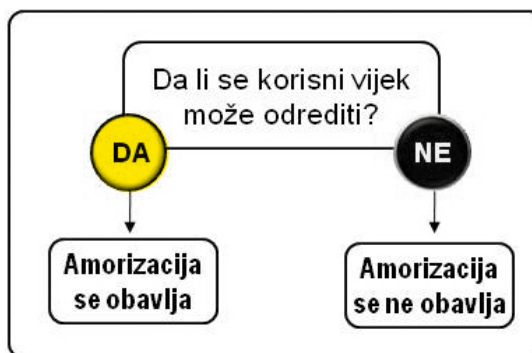 Da li se korisni vijek
može odrediti?
DA
NE
Amorizacija
se obavlja
Amorizacija
se ne obavlja